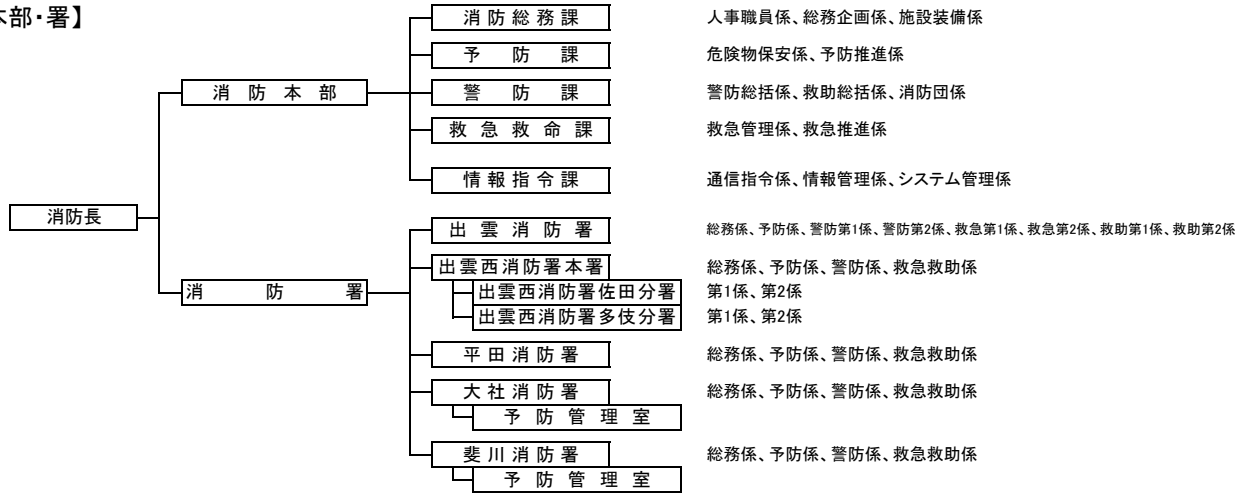 本部・署】
消防総務課 人事職員係、総務企画係、施設装備係
予防課 危険物保安係、予防推進係
消防本部 警防課 警防総括係、救助総括係、消防団係
救急救命課 救急管理係、救急推進係
情報指令課 通信指令係、情報管理係、システム管理係
消防長
出雲消防署 総務係、予防係、警防第1係、警防第2係、救急第1係、救急第2係、救助第1係、救助第2係
出雲西消防署本署 総務係、予防係、警防係、救急救助係
消防署 出雲西消防署佐田分署 第1係、第2係
出雲西消防署多伎分署 第1係、第2係
平田消防署 総務係、予防係、警防係、救急救助係
大社消防署 総務係、予防係、警防係、救急救助係
予防管理室
斐川消防署 総務係、予防係、警防係、救急救助係
予防管理室